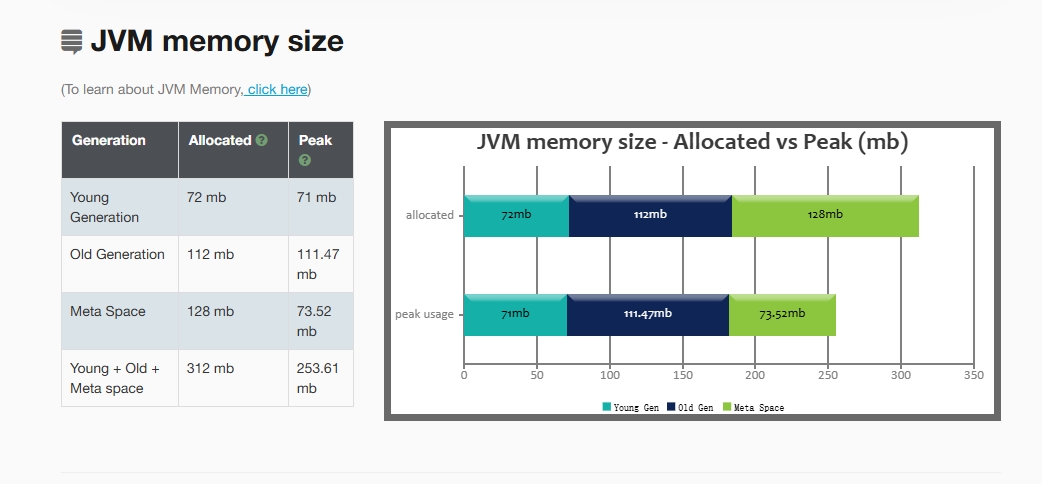 JVM memory size
(To learn about JVM Memory, click here)
Generation Allocated ? Peak ?
Young Generation 72 mb 71 mb
Old Generation 112 mb 111.47 mb
Meta Space 128 mb 73.52 mb
Young + Old + Meta space 312 mb 253.61 mb
JVM memory size - Allocated vs Peak (mb)
allocated 72mb 112mb 128mb
peak usage 71mb 111.47mb 73.52mb
0 50 100 150 200 250 300 350
Young Gen Old Gen Meta Space